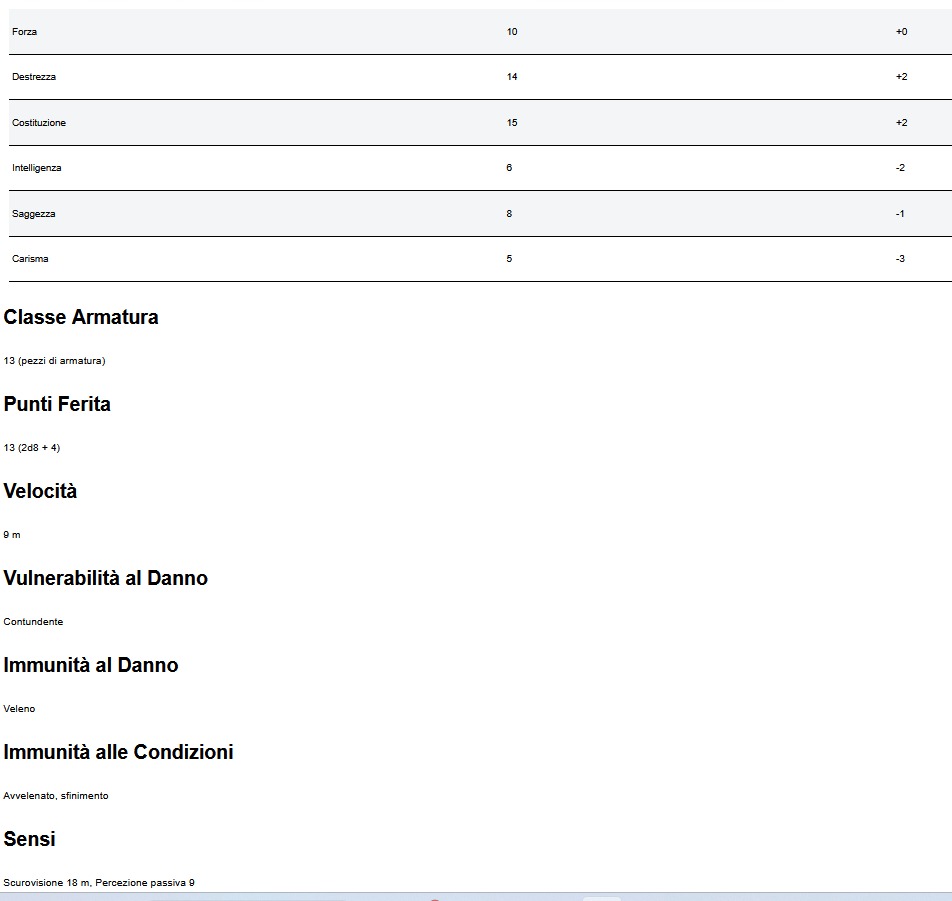 Forza 10 +0
Destrezza 14 +2
Costituzione 15 +2
Intelligenza 6 -2
Saggezza 8 -1
Carisma 5 -3
Classe Armatura
13 (pezzi di armatura)
Punti Ferita
13 (2d8 + 4)
Velocità
9 m
Vulnerabilità al Danno
Contundente
Immunità al Danno
Veleno
Immunità alle Condizioni
Avvelenato, sfinimento
Sensi
Scurovisione 18 m, Percezione passiva 9